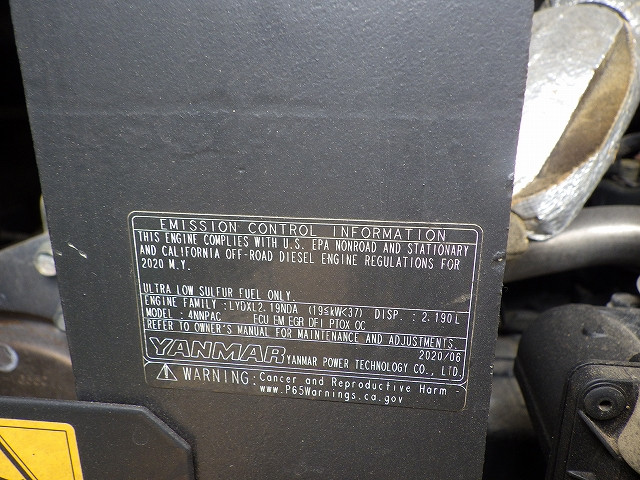 EMISSION CONTROL INFORMATION
THIS ENGINE COMPLIES WITH U.S. EPA NONROAD AND STATIONARY
AND CALIFORNIA OFF-ROAD DIESEL ENGINE REGULATIONS FOR
2020 M.Y.
ULTRA LOW SULFUR FUEL ONLY.
ENGINE FAMILY : LYDXL2.19NDA (19≤kW<37) DISP. : 2.190 L
MODEL : 4NNPAC ECU EM EGR DFI PTOX OC
REFER TO OWNER'S MANUAL FOR MAINTENANCE AND ADJUSTMENTS
2020/06
YANMAR YANMAR POWER TECHNOLOGY CO., LTD.
WARNING: Cancer and Reproductive Harm -
www.P65Warnings.ca.gov